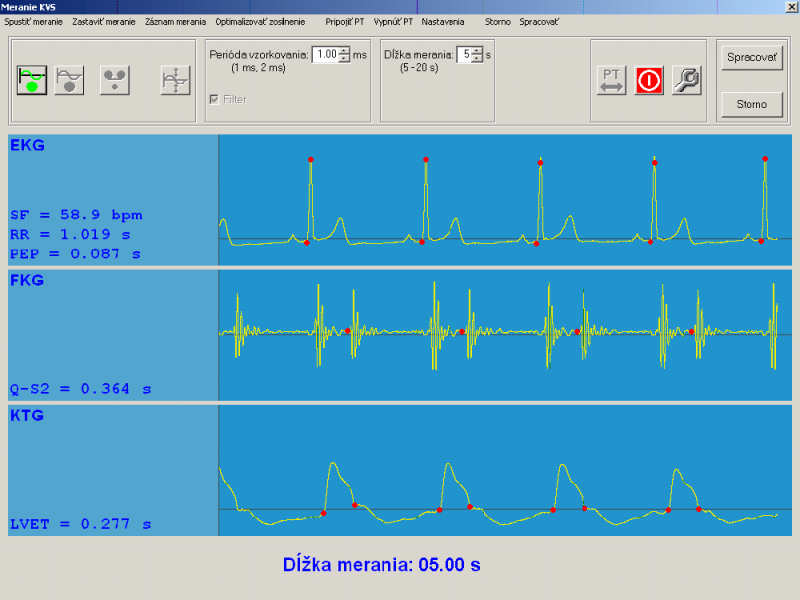 Meranie KVS
Spustiť meranie Zastaviť meranie Záznam merania Optimalizovať zosilnenie Pripojiť PT Vypnúť PT Nastavenia Storno Spracovať
Perióda vzorkovania: 1.00 ms
(1 ms, 2 ms)
Filter
Dĺžka merania: 5 s
(5 - 20 s)
PT
Spracovať
Storno
EKG
SF = 58.9 bpm
RR = 1.019 s
PEP = 0.087 s
FKG
Q-S2 = 0.364 s
KTG
LVET = 0.277 s
Dĺžka merania: 05.00 s